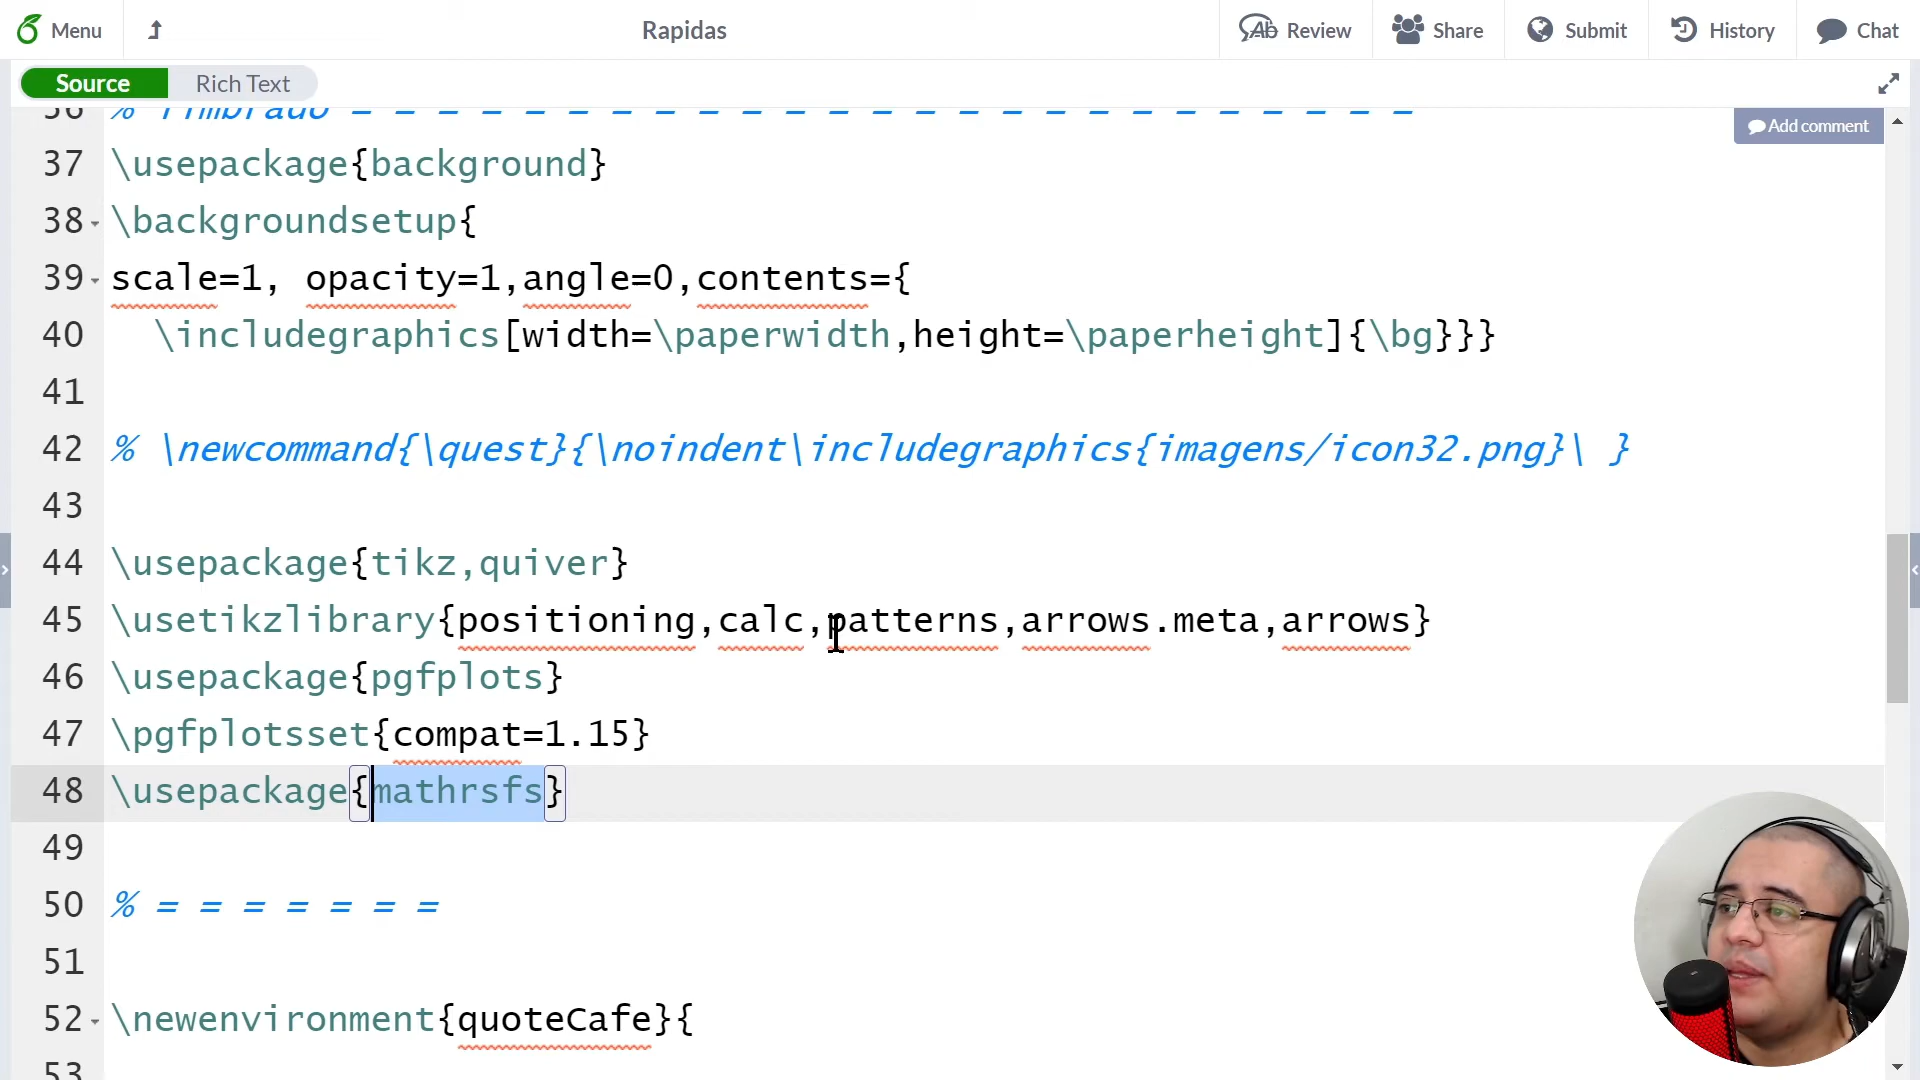 Menu
Rapidas
Review
Share
Submit
History
Chat
Source
Rich Text
Add comment
37 \usepackage{background}
38 \backgroundsetup{
39 scale=1, opacity=1,angle=0,contents={
40 \includegraphics[width=\paperwidth,height=\paperheight]{\bg}}}
41
42 % \newcommand{\quest}{\noindent\includegraphics{imagens/icon32.png}\ }
43
44 \usepackage{tikz,quiver}
45 \usetikzlibrary{positioning,calc,patterns,arrows.meta,arrows}
46 \usepackage{pgfplots}
47 \pgfplotsset{compat=1.15}
48 \usepackage{mathrsfs}
49
50 % = = = = = = =
51
52 \newenvironment{quoteCafe}{
53